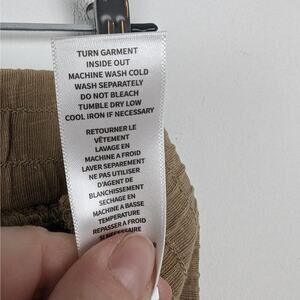 TURN GARMENT
INSIDE OUT
MACHINE WASH COLD
WASH SEPARATELY
DO NOT BLEACH
TUMBLE DRY LOW
COOL IRON IF NECESSARY
RETOURNER LE
VÊTEMENT
LAVAGE EN
MACHINE A FROID
LAVER SEPAREMENT
NE PAS UTILISER
D'AGENT DE
BLANCHISSEMENT
SECHAGE EN
MACHINE A BASSE
TEMPERATURE
REPASSER A FROID
SI NECESSAIRE